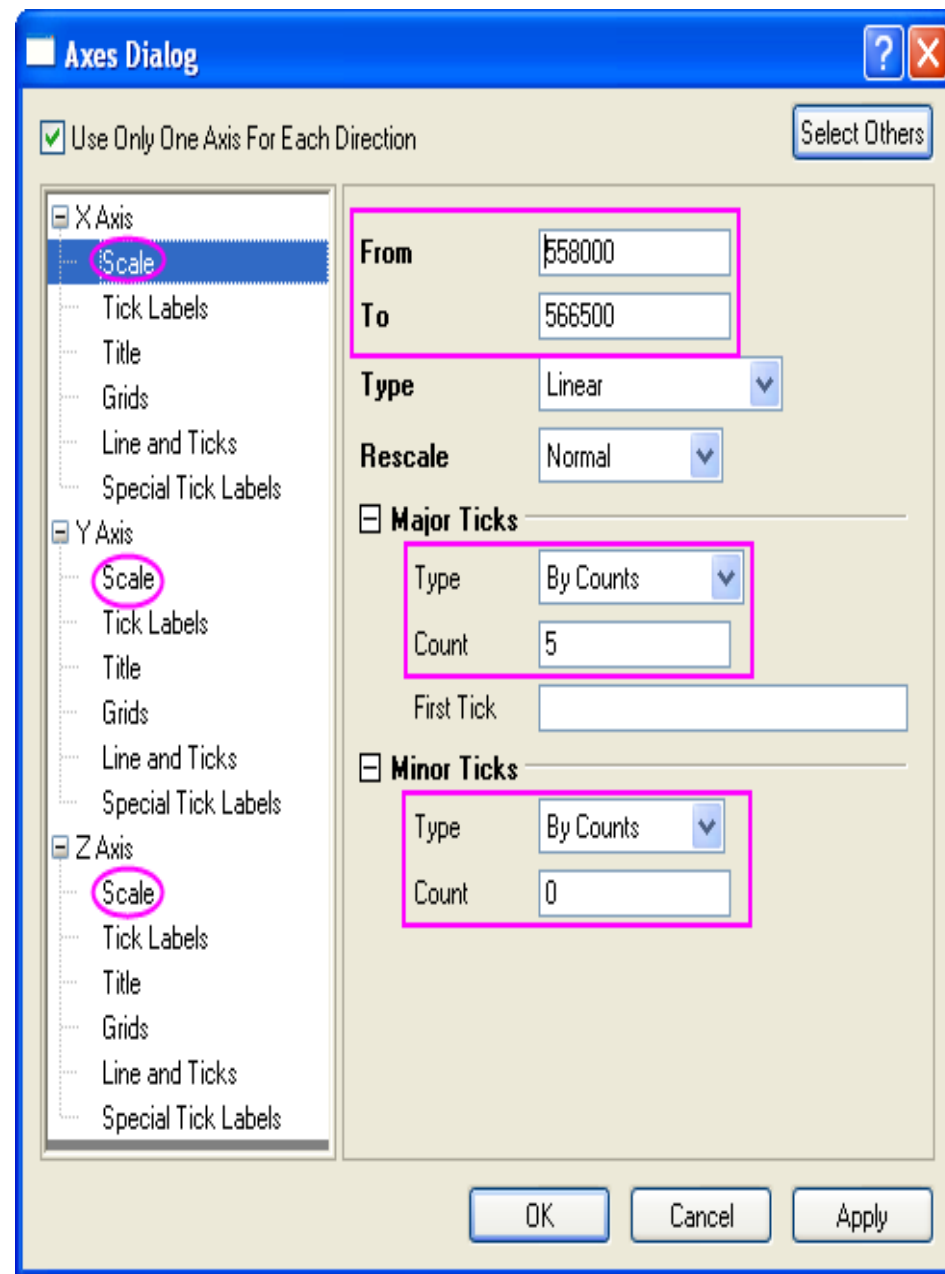 Axes Dialog
?
Use Only One Axis For Each Direction
Select Others
X Axis
Scale
Tick Labels
Title
Grids
Line and Ticks
Special Tick Labels
Y Axis
Scale
Tick Labels
Title
Grids
Line and Ticks
Special Tick Labels
Z Axis
Scale
Tick Labels
Title
Grids
Line and Ticks
Special Tick Labels
From 558000
To 566500
Type Linear
Rescale Normal
Major Ticks
Type By Counts
Count 5
First Tick
Minor Ticks
Type By Counts
Count 0
OK Cancel Apply